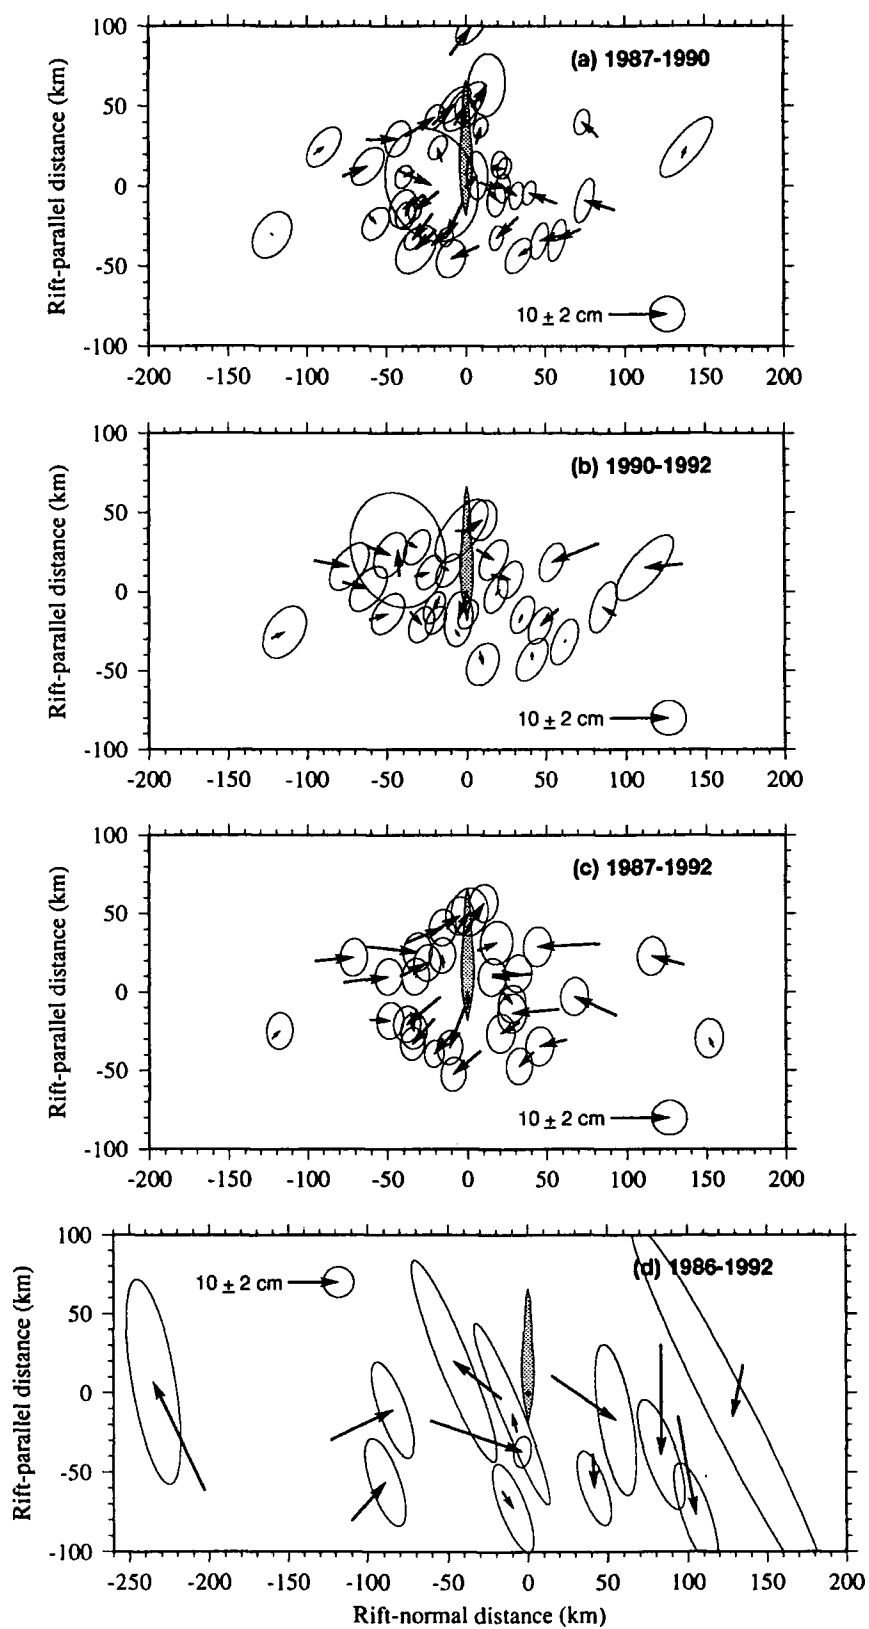 100
(a) 1987-1990
50
0
-50
10 ± 2 cm
-100
Rift-parallel distance (km)
-200 -150 -100 -50 0 50 100 150 200
100
(b) 1990-1992
50
0
-50
10 ± 2 cm
-100
Rift-parallel distance (km)
-200 -150 -100 -50 0 50 100 150 200
100
(c) 1987-1992
50
0
-50
10 ± 2 cm
-100
Rift-parallel distance (km)
-200 -150 -100 -50 0 50 100 150 200
100
10 ± 2 cm
(d) 1986-1992
50
0
-50
-100
Rift-parallel distance (km)
-250 -200 -150 -100 -50 0 50 100 150 200
Rift-normal distance (km)